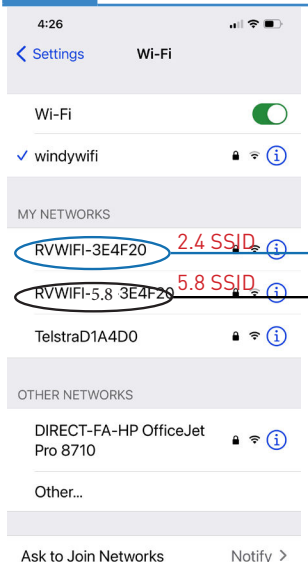 4:26
Settings Wi-Fi
Wi-Fi
windywifi
MY NETWORKS
RVWIFI-3E4F20 2.4 SSID
RVWIFI-5.8 3E4F20 5.8 SSID
TelstraD1A4D0
OTHER NETWORKS
DIRECT-FA-HP OfficeJet
Pro 8710
Other...
Ask to Join Networks Notify